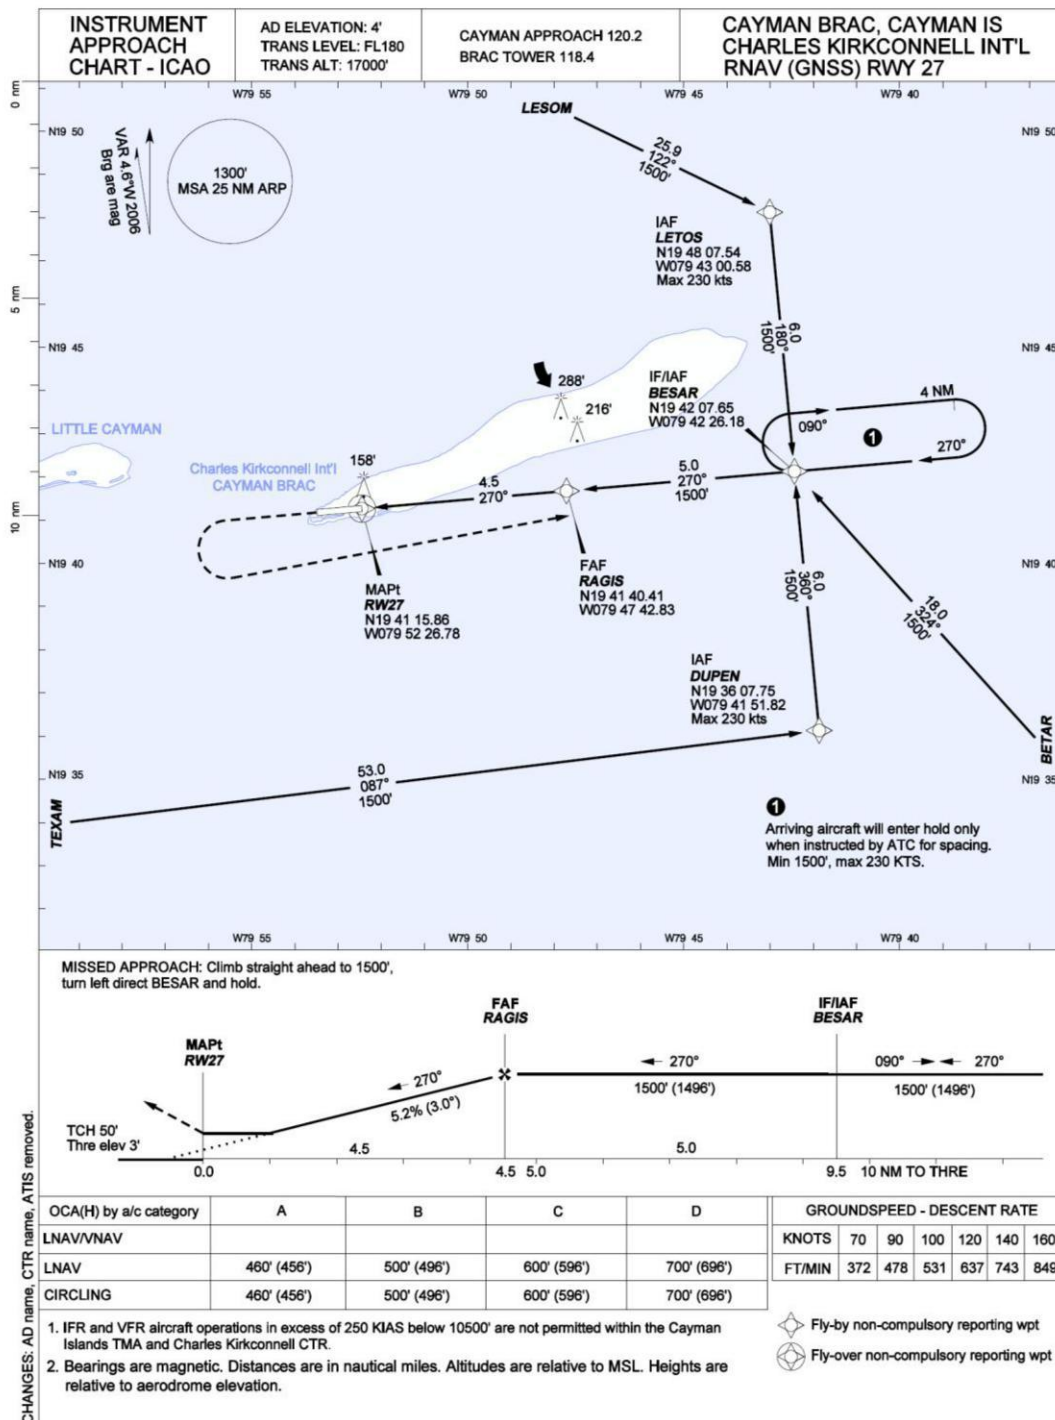 INSTRUMENT
APPROACH
CHART - ICAO
AD ELEVATION: 4'
TRANS LEVEL: FL180
TRANS ALT: 17000'
CAYMAN APPROACH 120.2
BRAC TOWER 118.4
CAYMAN BRAC, CAYMAN IS
CHARLES KIRKCONNELL INT'L
RNAV (GNSS) RWY 27
0 nm
W79 55
W79 50
W79 45
W79 40
LESOM
N19 50
N19 50
VAR 4.6°W 2006
Brg are mag
1300'
MSA 25 NM ARP
25.9
122°
1500'
IAF
LETOS
N19 48 07.54
W079 43 00.58
Max 230 kts
5 nm
6.0
180°
1500'
N19 45
N19 45
288'
216'
IF/IAF
BESAR
N19 42 07.65
W079 42 26.18
4 NM
090°
1
270°
LITTLE CAYMAN
Charles Kirkconnell Int'l
CAYMAN BRAC
158'
4.5
270°
5.0
270°
1500'
10 nm
N19 40
N19 40
MAPt
RW27
N19 41 15.86
W079 52 26.78
FAF
RAGIS
N19 41 40.41
W079 47 42.83
6.0
360°
1500'
18.0
324°
1500'
IAF
DUPEN
N19 36 07.75
W079 41 51.82
Max 230 kts
BETAR
N19 35
N19 35
53.0
087°
1500'
TEXAM
1
Arriving aircraft will enter hold only
when instructed by ATC for spacing.
Min 1500', max 230 KTS.
W79 55
W79 50
W79 45
W79 40
MISSED APPROACH: Climb straight ahead to 1500',
turn left direct BESAR and hold.
MAPt
RW27
FAF
RAGIS
IF/IAF
BESAR
270°
5.2% (3.0°)
270°
1500' (1496')
090°
270°
1500' (1496')
TCH 50'
Thre elev 3'
4.5
5.0
0.0
4.5
5.0
9.5
10 NM TO THRE
OCA(H) by a/c category
A
B
C
D
LNAV/VNAV
LNAV
460' (456')
500' (496')
600' (596')
700' (696')
CIRCLING
460' (456')
500' (496')
600' (596')
700' (696')
GROUNDSPEED - DESCENT RATE
KNOTS
70
90
100
120
140
160
FT/MIN
372
478
531
637
743
849
1. IFR and VFR aircraft operations in excess of 250 KIAS below 10500' are not permitted within the Cayman
Islands TMA and Charles Kirkconnell CTR.
2. Bearings are magnetic. Distances are in nautical miles. Altitudes are relative to MSL. Heights are
relative to aerodrome elevation.
Fly-by non-compulsory reporting wpt
Fly-over non-compulsory reporting wpt
CHANGES: AD name, CTR name, ATIS removed.